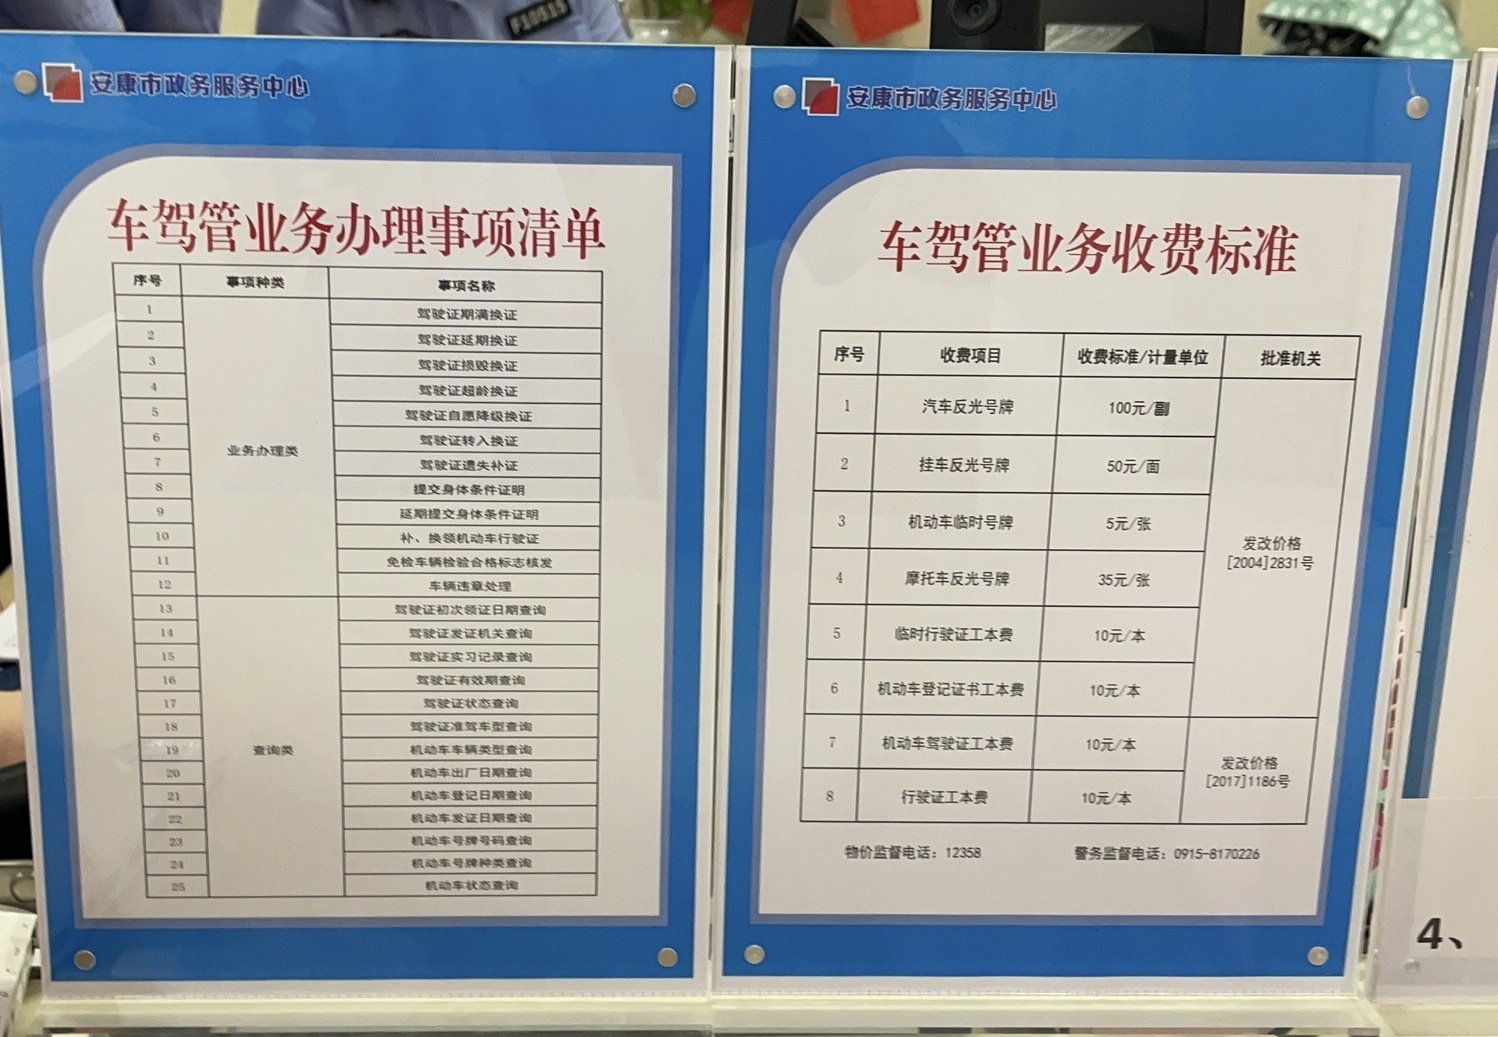 F10515
安康市政务服务中心
车驾管业务办理事项清单
序号 事项种类 事项名称
业务办理类
1 驾驶证期满换证
2 驾驶证延期换证
3 驾驶证损毁换证
4 驾驶证超龄换证
5 驾驶证自愿降级换证
6 驾驶证转入换证
7 驾驶证遗失补证
8 提交身体条件证明
9 延期提交身体条件证明
10 补、换领机动车行驶证
11 免检车辆检验合格标志核发
12 车辆违章处理
查询类
13 驾驶证初次领证日期查询
14 驾驶证发证机关查询
15 驾驶证实习记录查询
16 驾驶证有效期查询
17 驾驶证状态查询
18 驾驶证准驾车型查询
19 机动车车辆类型查询
20 机动车出厂日期查询
21 机动车登记日期查询
22 机动车发证日期查询
23 机动车号牌号码查询
24 机动车号牌种类查询
25 机动车状态查询
安康市政务服务中心
车驾管业务收费标准
序号 收费项目 收费标准/计量单位 批准机关
1 汽车反光号牌 100元/副
2 挂车反光号牌 50元/面
3 机动车临时号牌 5元/张
4 摩托车反光号牌 35元/张
5 临时行驶证工本费 10元/本
6 机动车登记证书工本费 10元/本
发改价格
[2004]2831号
7 机动车驾驶证工本费 10元/本
8 行驶证工本费 10元/本
发改价格
[2017]1186号
物价监督电话：12358 警务监督电话：0915-8170226
4、